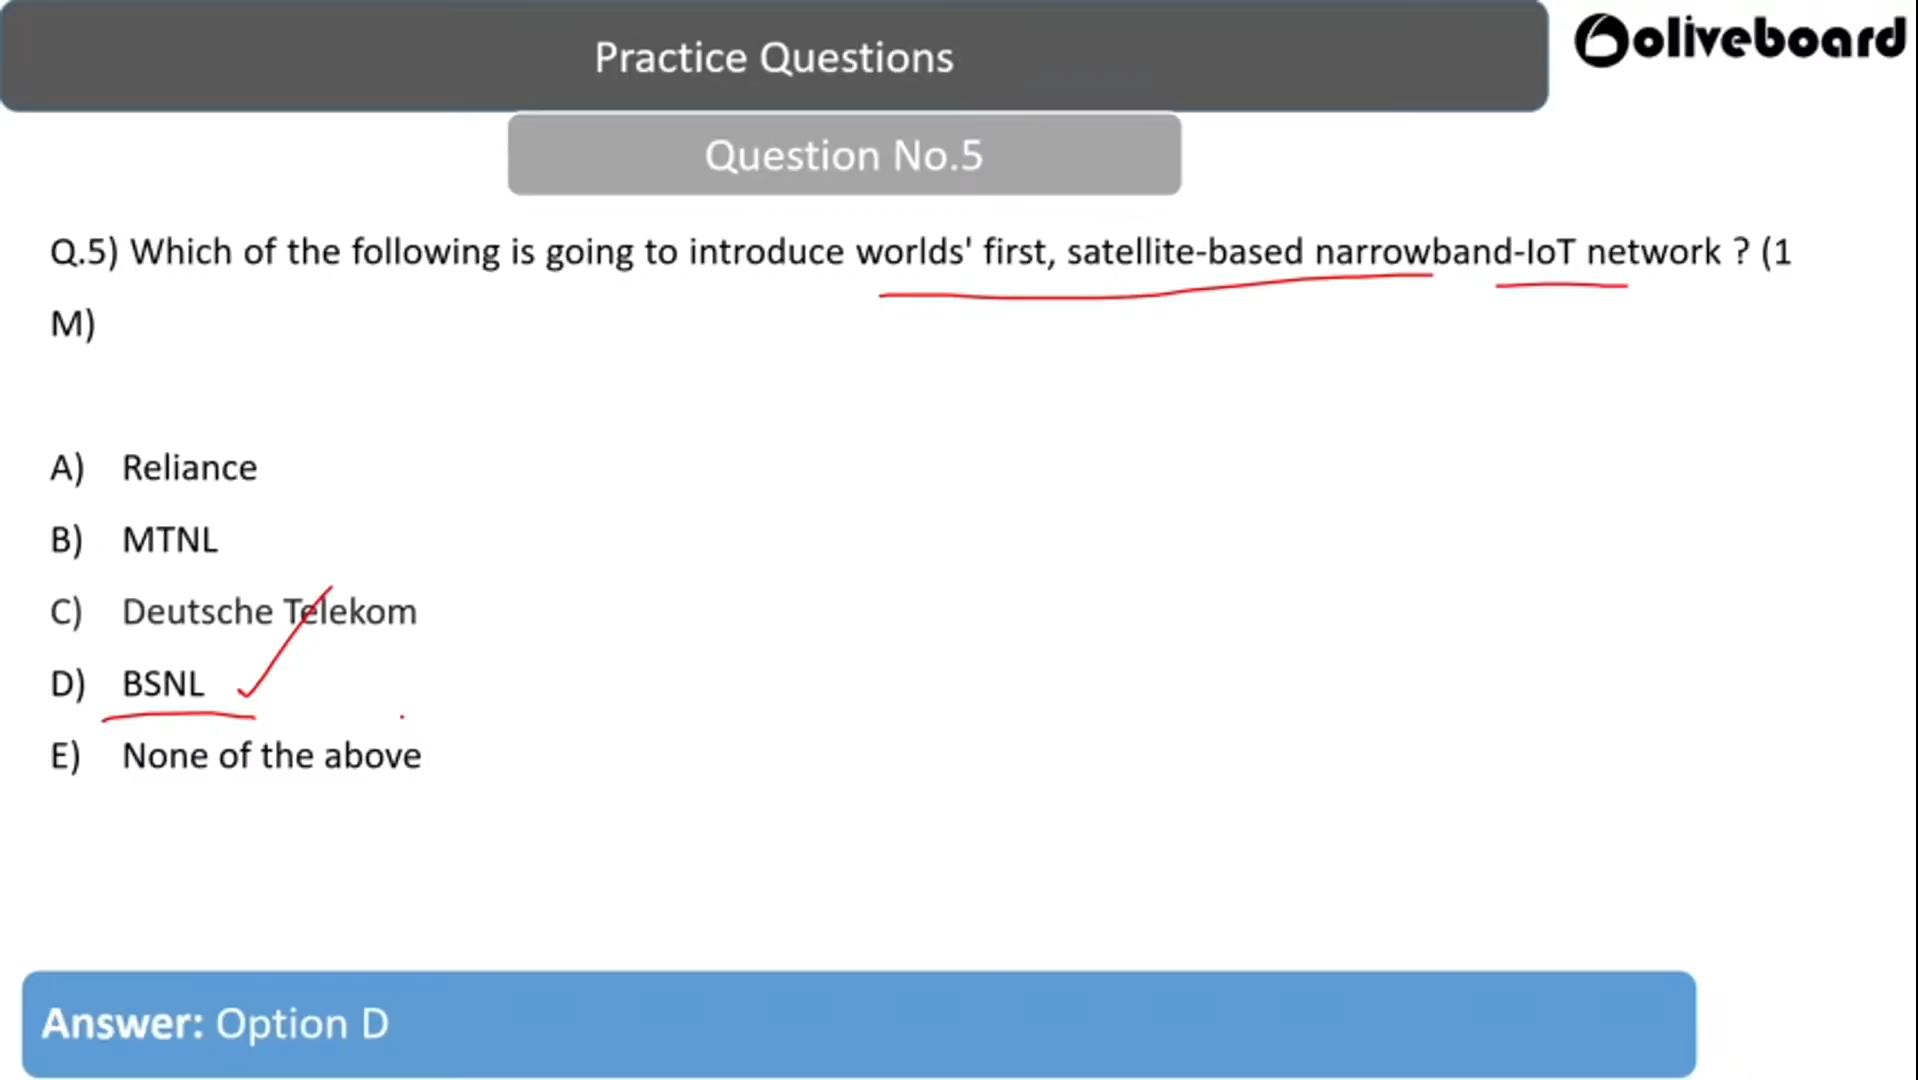 Practice Questions
oliveboard
Question No.5
Q.5) Which of the following is going to introduce worlds' first, satellite-based narrowband-IoT network ? (1
M)
A) Reliance
B) MTNL
C) Deutsche Telekom
D) BSNL
E) None of the above
Answer: Option D